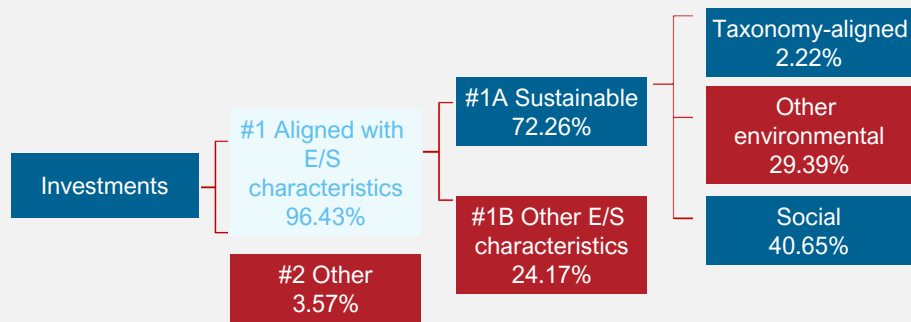 Investments
#1 Aligned with
E/S
characteristics
96.43%
#2 Other
3.57%
#1A Sustainable
72.26%
#1B Other E/S
characteristics
24.17%
Taxonomy-aligned
2.22%
Other
environmental
29.39%
Social
40.65%